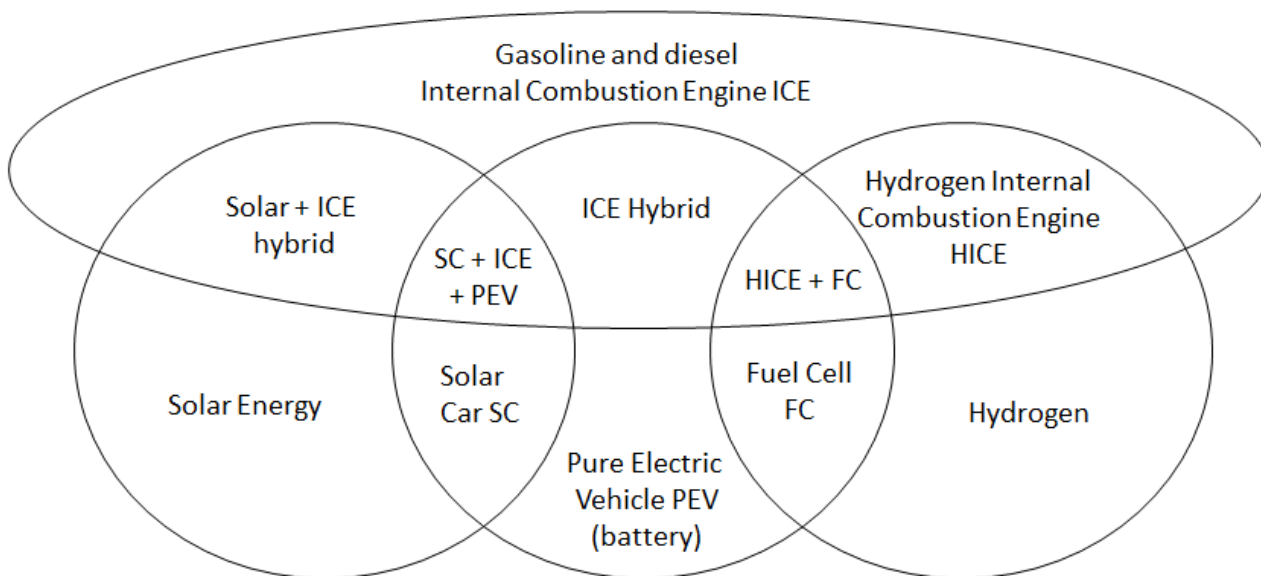 Gasoline and diesel
Internal Combustion Engine ICE
Solar + ICE
hybrid
ICE Hybrid
Hydrogen Internal
Combustion Engine
HICE
SC + ICE
+ PEV
HICE + FC
Solar Energy
Solar
Car SC
Fuel Cell
FC
Hydrogen
Pure Electric
Vehicle PEV
(battery)